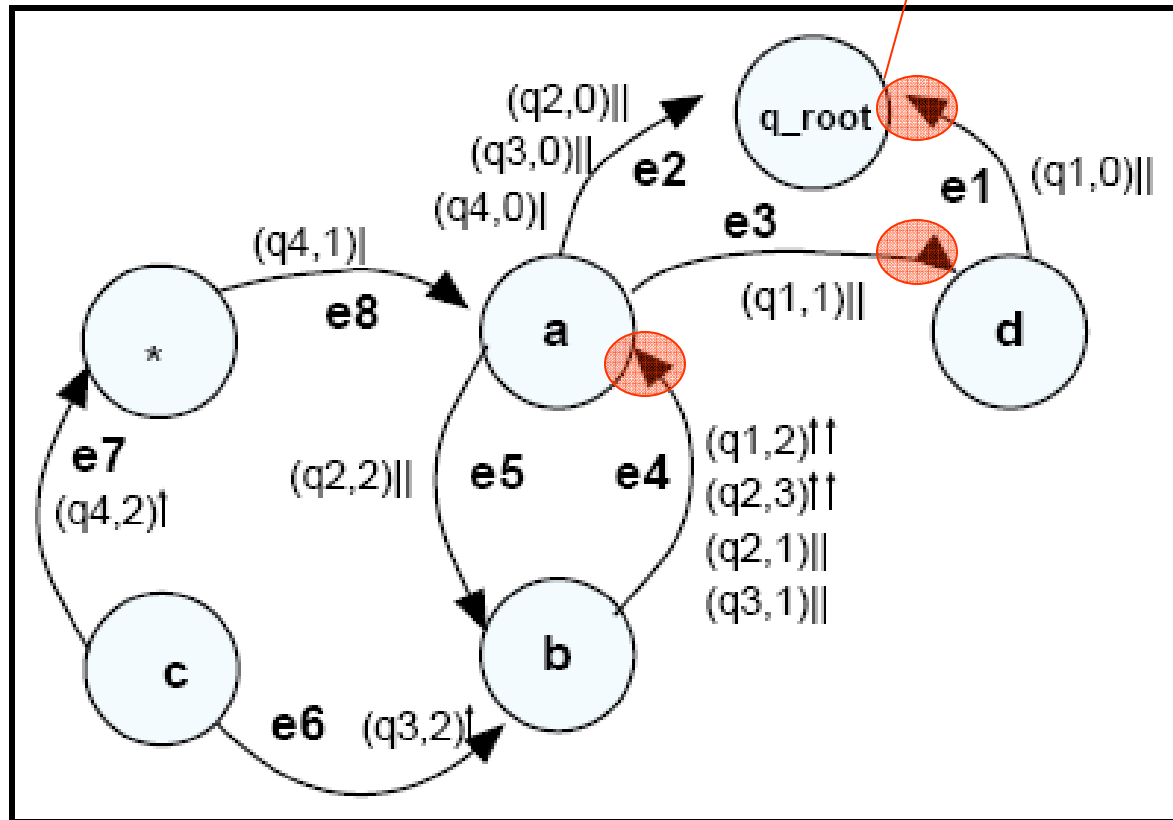 (q2,0)||
(q3,0)||
(q4,0)|
e2
q_root
e1
(q1,0)||
e3
(q4,1)|
e8
(q1,1)||
*
a
d
e7
(q4,2)↑
(q2,2)||
e5
e4
(q1,2)↑↑
(q2,3)↑↑
(q2,1)||
(q3,1)||
c
b
e6
(q3,2)↑